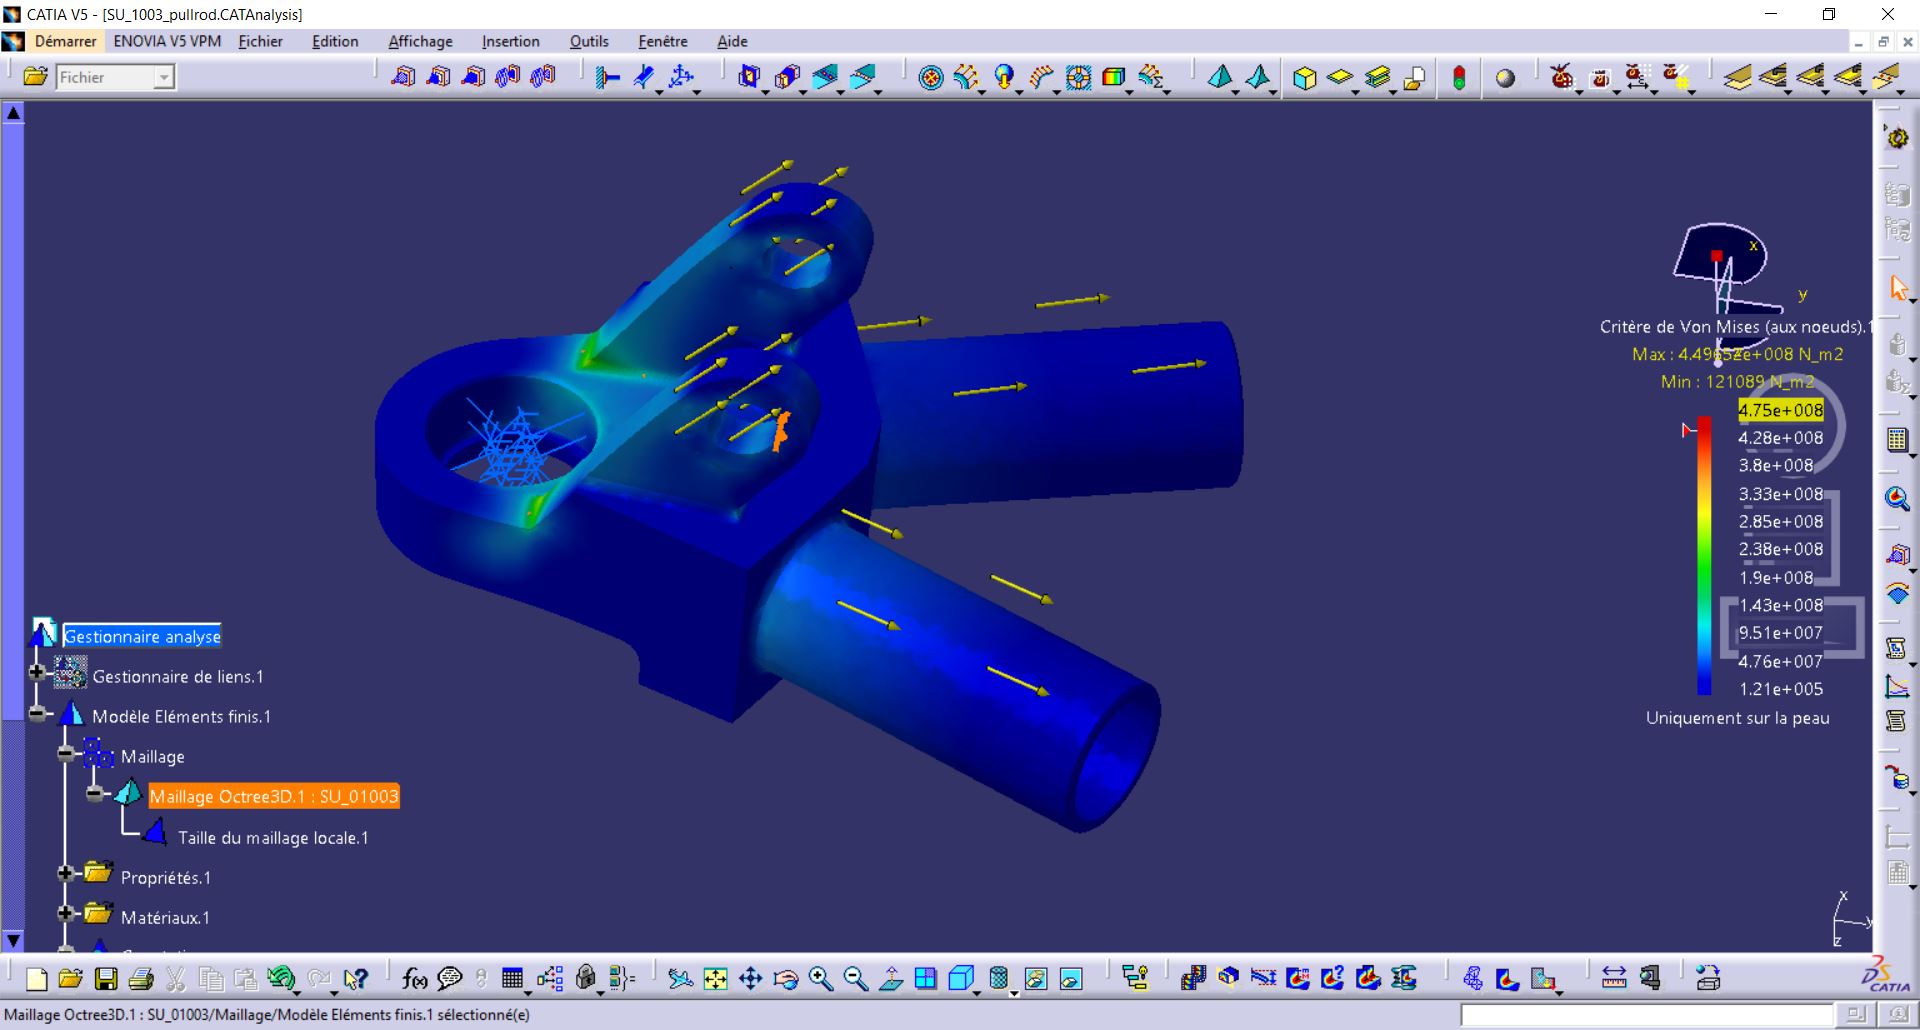 CATIA V5 - [SU_1003_pullrod.CATAnalysis]
Démarrer ENOVIA V5 VPM Fichier Edition Affichage Insertion Outils Fenêtre Aide
Fichier
x
y
Critère de Von Mises (aux noeuds).1
Max : 4.49652e+008 N_m2
Min : 121089 N_m2
4.75e+008
4.28e+008
3.8e+008
3.33e+008
2.85e+008
2.38e+008
1.9e+008
1.43e+008
9.51e+007
4.76e+007
1.21e+005
Uniquement sur la peau
Gestionnaire analyse
Gestionnaire de liens.1
Modèle Eléments finis.1
Maillage
Maillage Octree3D.1 : SU_01003
Taille du maillage locale.1
Propriétés.1
Matériaux.1
x
y
z
f(x)
CATIA
Maillage Octree3D.1 : SU_01003/Maillage/Modèle Eléments finis.1 sélectionné(e)